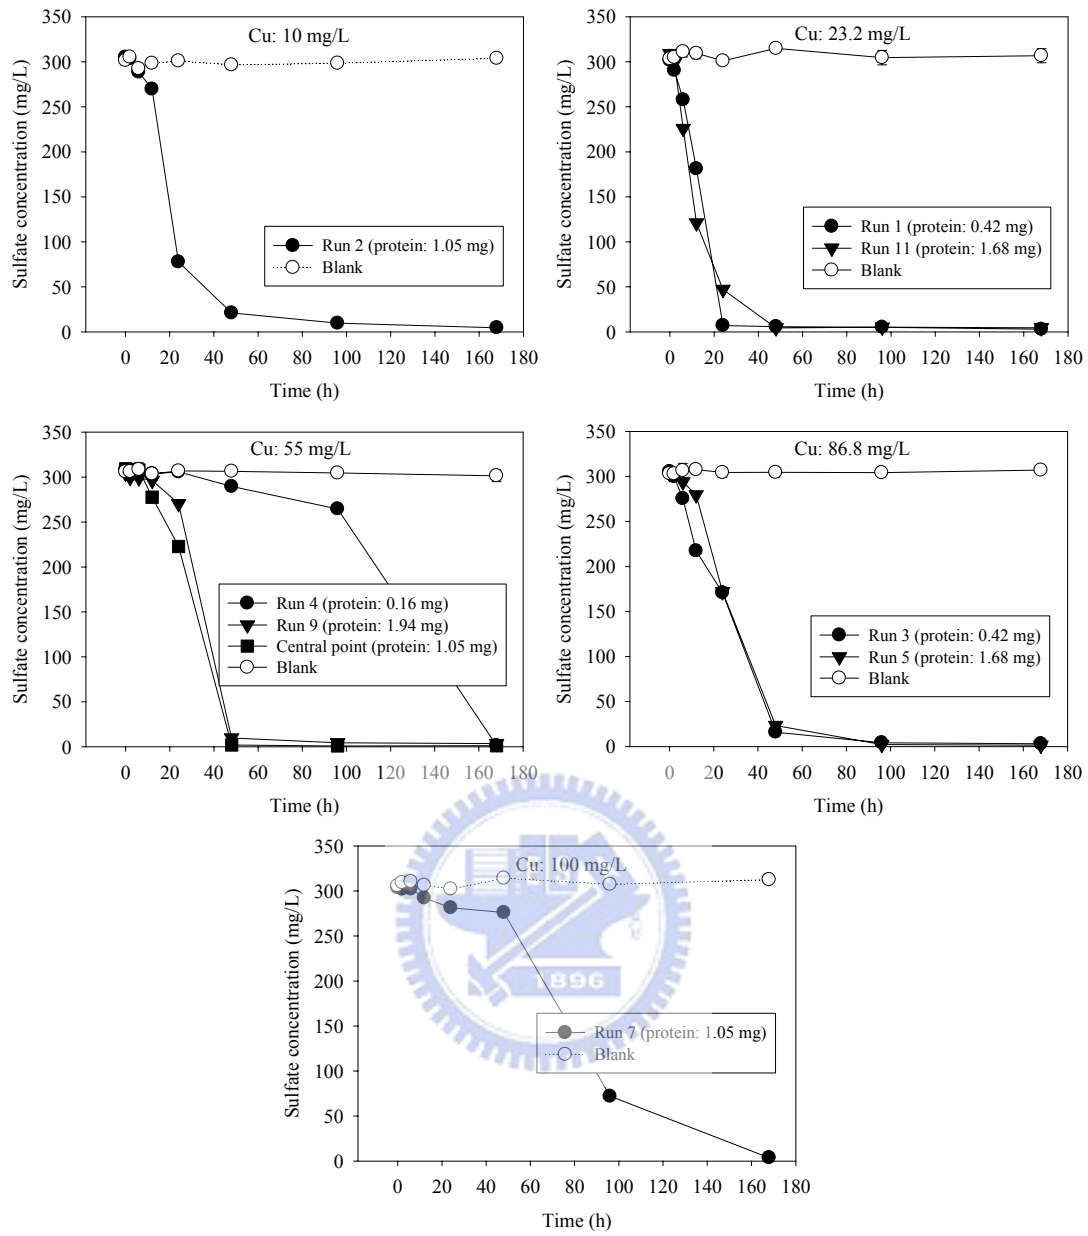 Cu: 10 mg/L
Sulfate concentration (mg/L)
350
300
250
200
150
100
50
0
Run 2 (protein: 1.05 mg)
Blank
0 20 40 60 80 100 120 140 160 180
Time (h)
Cu: 23.2 mg/L
Sulfate concentration (mg/L)
350
300
250
200
150
100
50
0
Run 1 (protein: 0.42 mg)
Run 11 (protein: 1.68 mg)
Blank
0 20 40 60 80 100 120 140 160 180
Time (h)
Cu: 55 mg/L
Sulfate concentration (mg/L)
350
300
250
200
150
100
50
0
Run 4 (protein: 0.16 mg)
Run 9 (protein: 1.94 mg)
Central point (protein: 1.05 mg)
Blank
0 20 40 60 80 100 120 140 160 180
Time (h)
Cu: 86.8 mg/L
Sulfate concentration (mg/L)
350
300
250
200
150
100
50
0
Run 3 (protein: 0.42 mg)
Run 5 (protein: 1.68 mg)
Blank
0 20 40 60 80 100 120 140 160 180
Time (h)
Cu: 100 mg/L
Sulfate concentration (mg/L)
350
300
250
200
150
100
50
0
1896
Run 7 (protein: 1.05 mg)
Blank
0 20 40 60 80 100 120 140 160 180
Time (h)